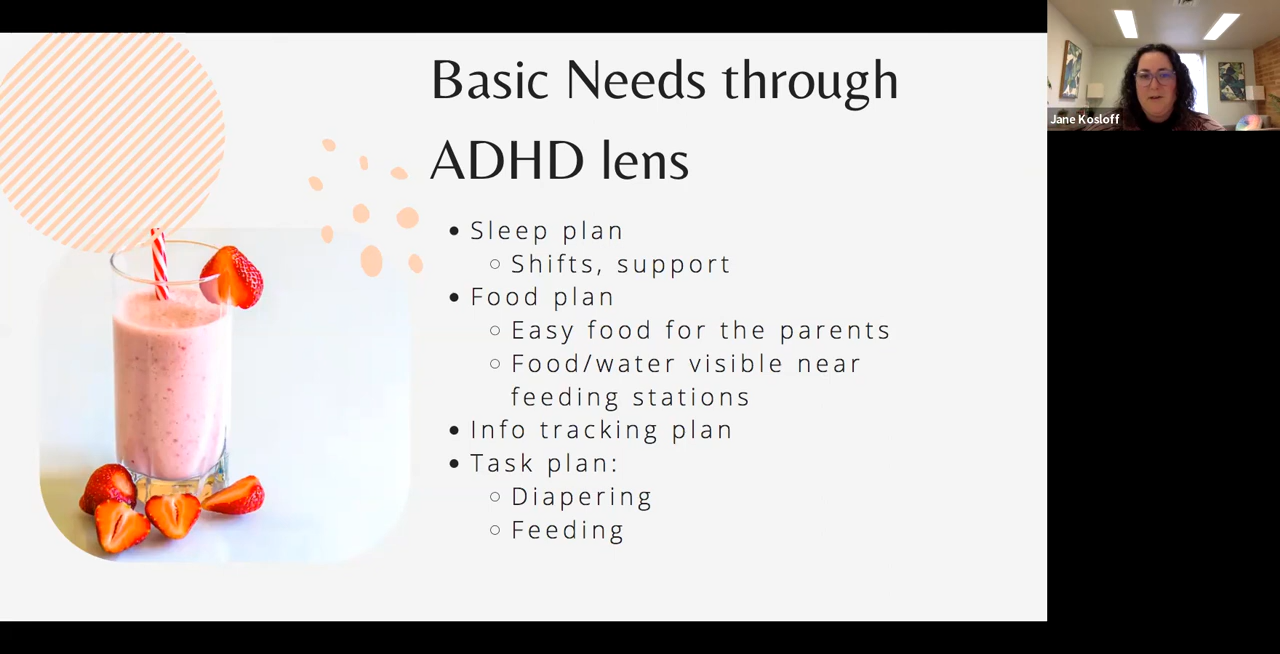 Basic Needs through
ADHD lens
Sleep plan
Shifts, support
Food plan
Easy food for the parents
Food/water visible near
feeding stations
Info tracking plan
Task plan:
Diapering
Feeding
Jane Kosloff